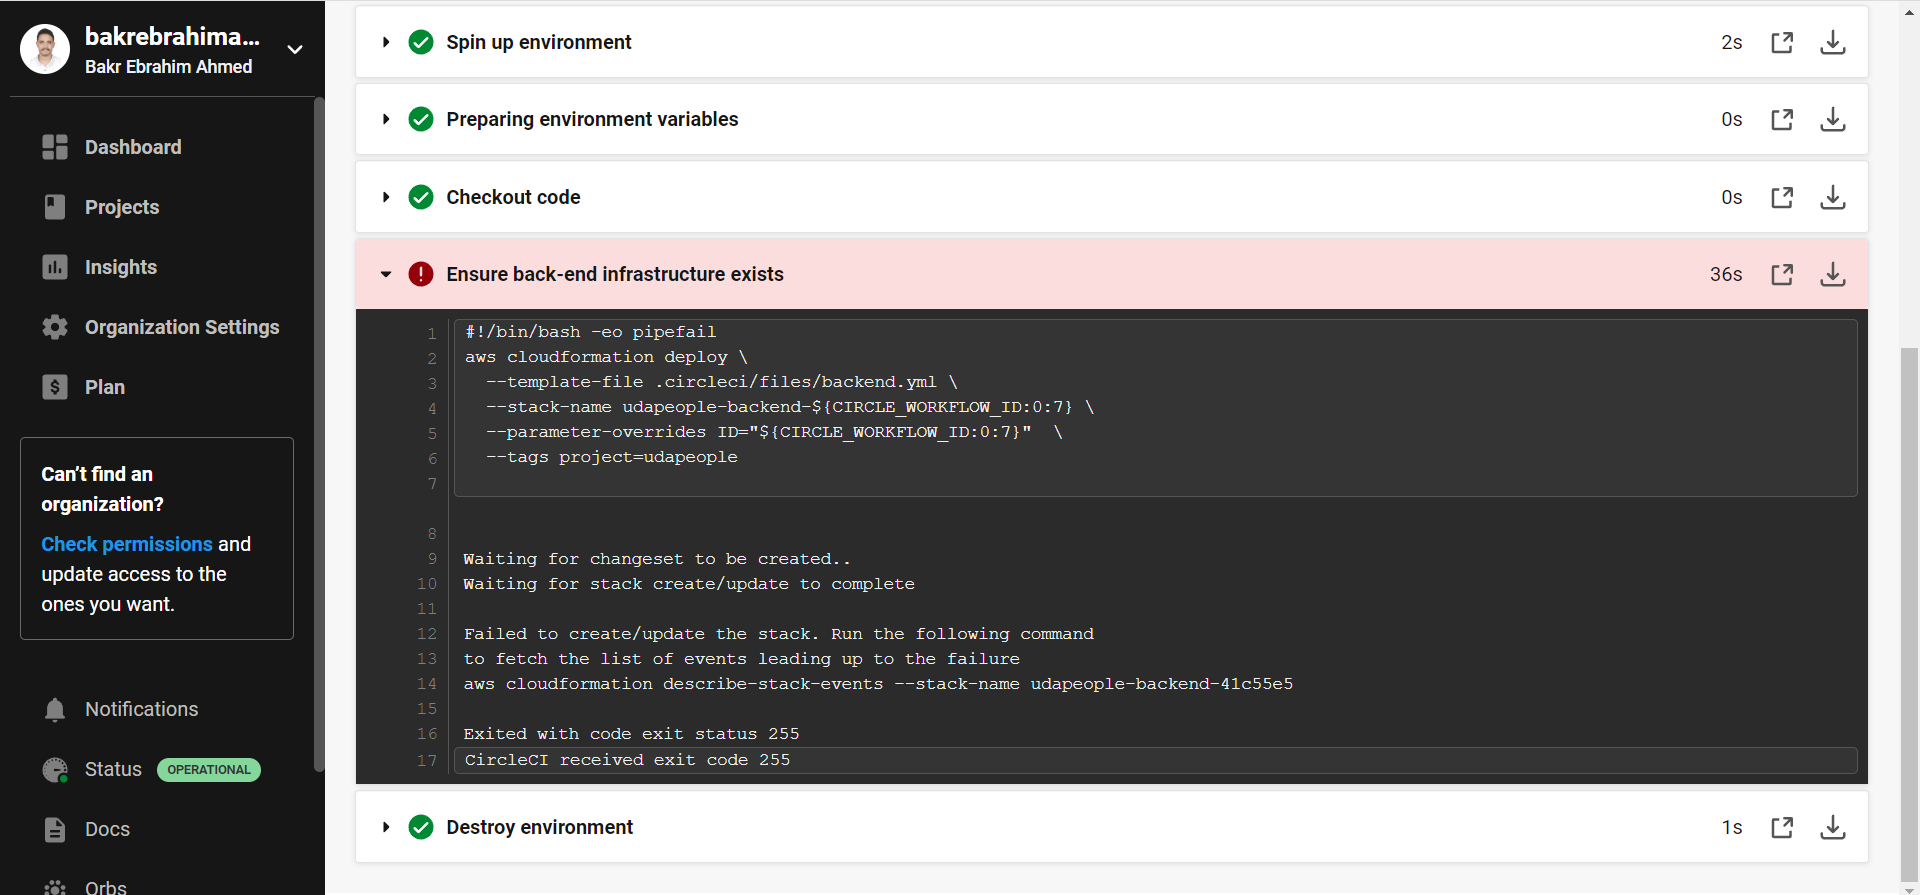 bakrebrahima...
Bakr Ebrahim Ahmed
Dashboard
Projects
Insights
Organization Settings
Plan
Can’t find an
organization?
Check permissions and
update access to the
ones you want.
Notifications
Status OPERATIONAL
Docs
Orbs
Spin up environment 2s
Preparing environment variables 0s
Checkout code 0s
Ensure back-end infrastructure exists 36s
1 #!/bin/bash -eo pipefail
2 aws cloudformation deploy \
3 --template-file .circleci/files/backend.yml \
4 --stack-name udapeople-backend-${CIRCLE_WORKFLOW_ID:0:7} \
5 --parameter-overrides ID="${CIRCLE_WORKFLOW_ID:0:7}" \
6 --tags project=udapeople
7
8
9 Waiting for changeset to be created..
10 Waiting for stack create/update to complete
11
12 Failed to create/update the stack. Run the following command
13 to fetch the list of events leading up to the failure
14 aws cloudformation describe-stack-events --stack-name udapeople-backend-41c55e5
15
16 Exited with code exit status 255
17 CircleCI received exit code 255
Destroy environment 1s